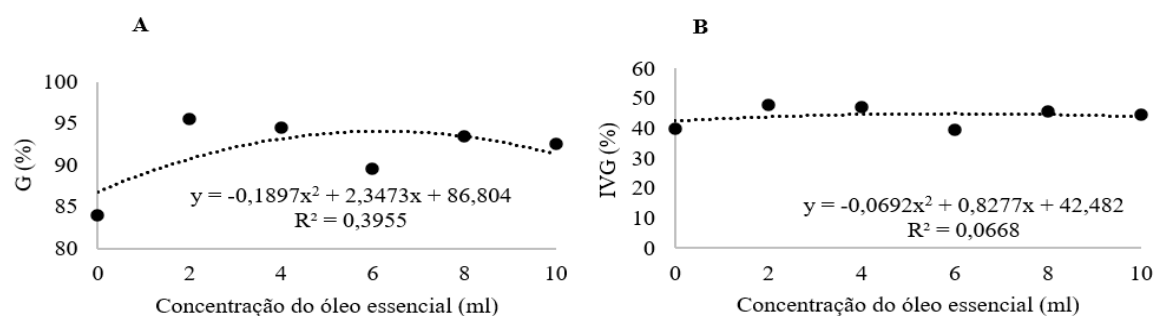 A
G (%)
100
95
90
85
80
y = -0,1897x² + 2,3473x + 86,804
R² = 0,3955
0 2 4 6 8 10
Concentração do óleo essencial (ml)
B
IVG (%)
60
50
40
30
20
10
0
y = -0,0692x² + 0,8277x + 42,482
R² = 0,0668
0 2 4 6 8 10
Concentração do óleo essencial (ml)